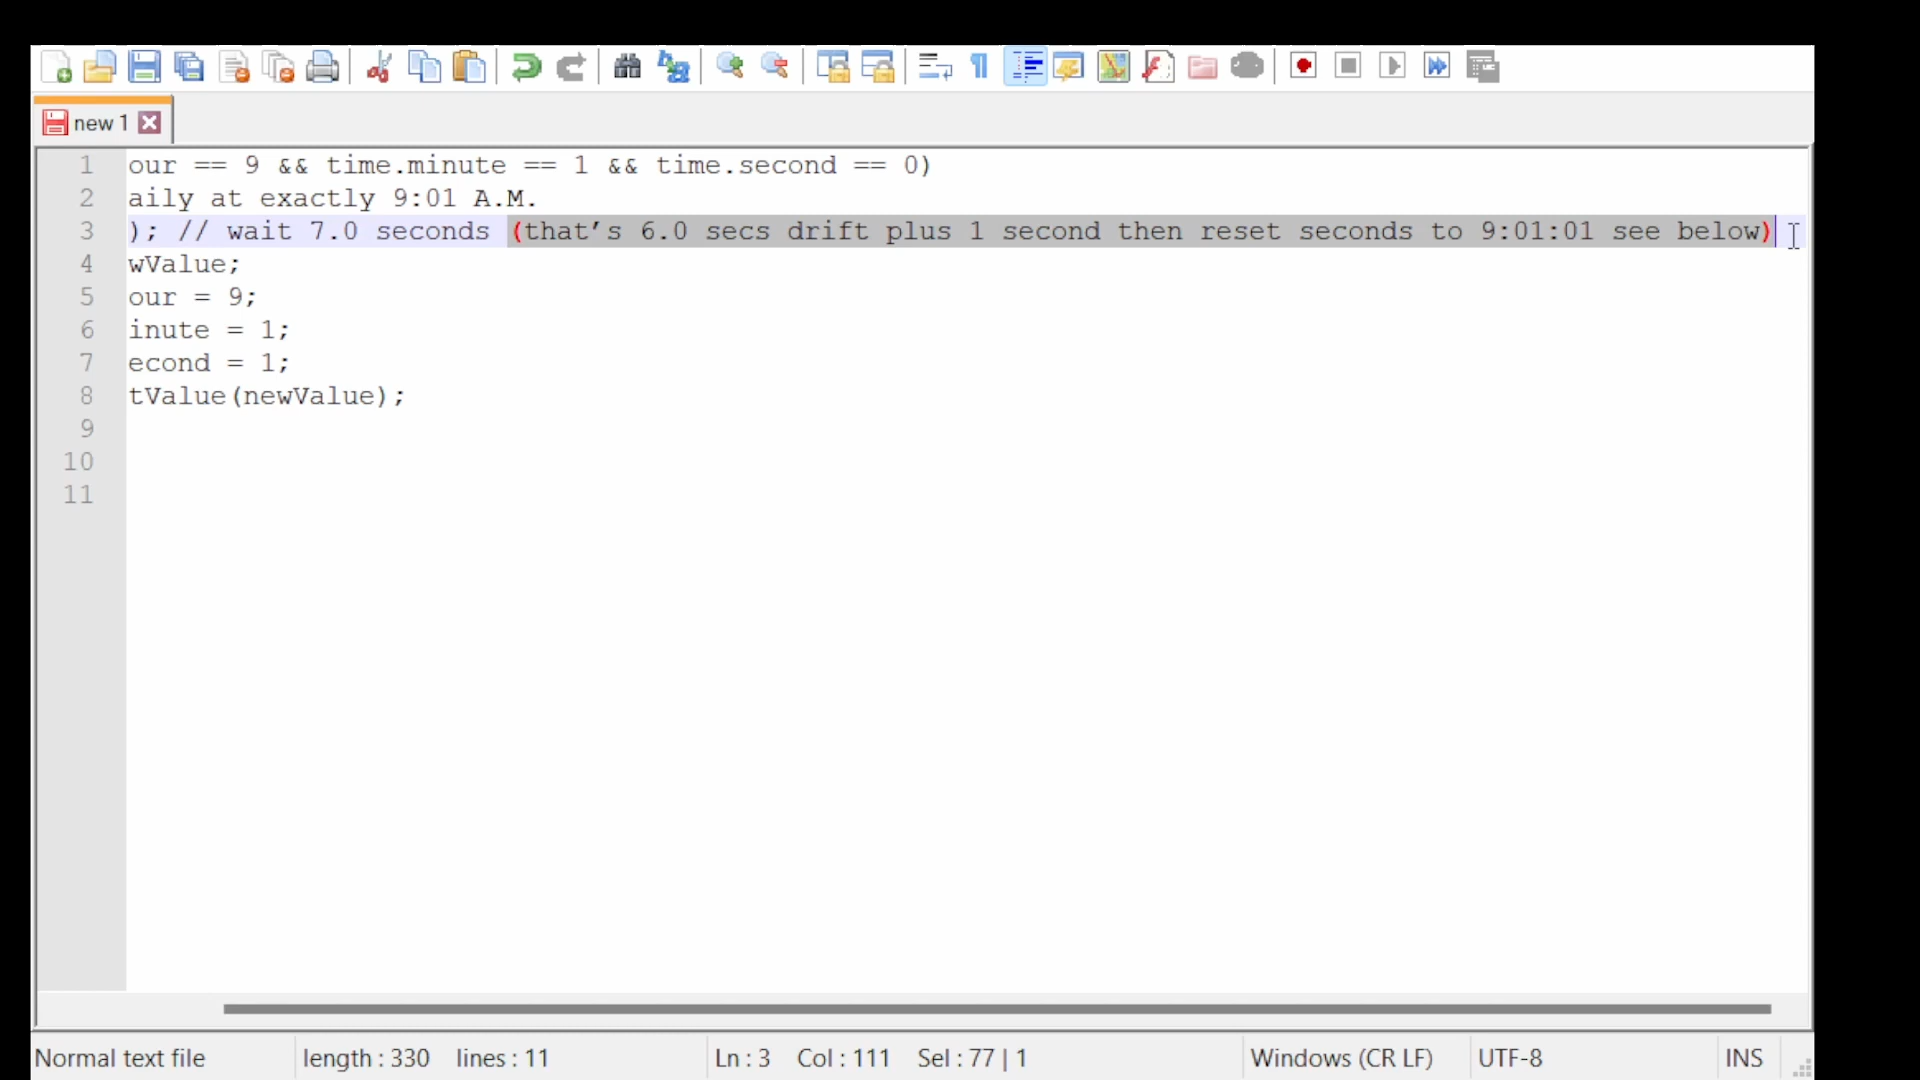 new 1
1 our == 9 && time.minute == 1 && time.second == 0)
2 aily at exactly 9:01 A.M.
3 ); // wait 7.0 seconds (that’s 6.0 secs drift plus 1 second then reset seconds to 9:01:01 see below)
4 wValue;
5 our = 9;
6 inute = 1;
7 econd = 1;
8 tValue(newValue);
9
10
11
Normal text file length : 330 lines : 11 Ln : 3 Col : 111 Sel : 77 | 1 Windows (CR LF) UTF-8 INS